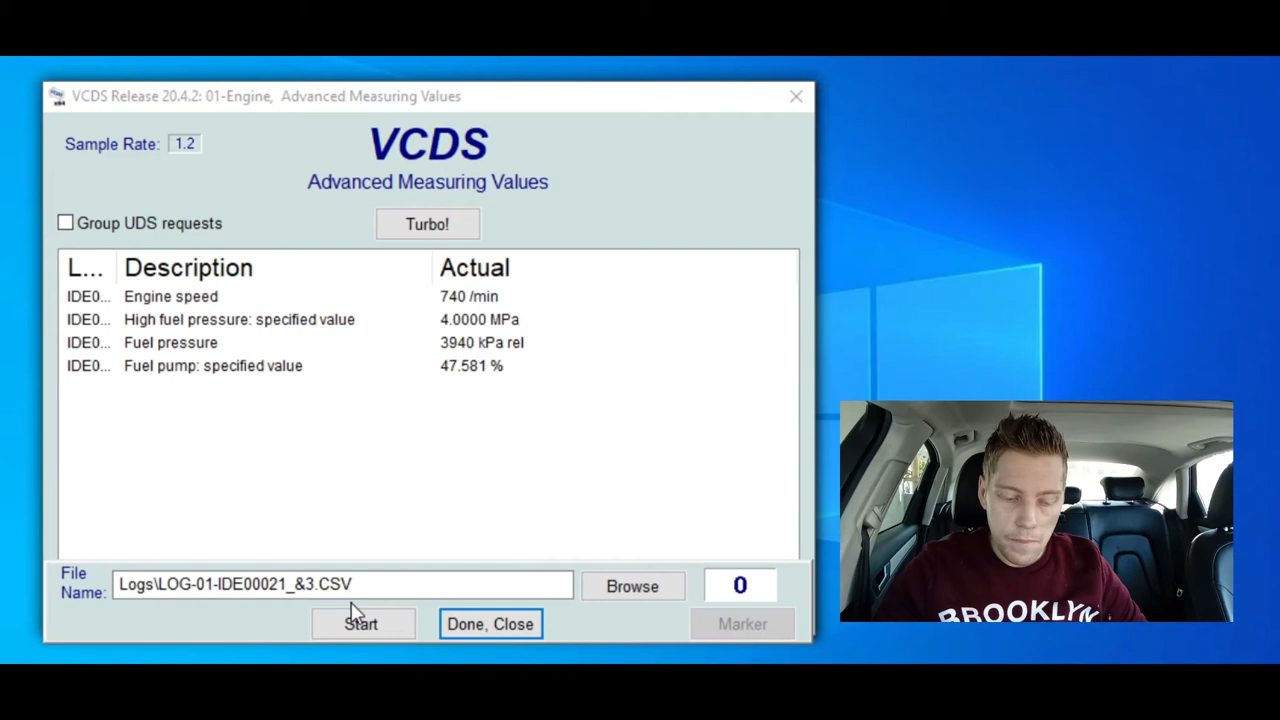 VCDS Release 20.4.2: 01-Engine, Advanced Measuring Values
Sample Rate: 1.2
VCDS
Advanced Measuring Values
Group UDS requests
Turbo!
L... Description Actual
IDE0... Engine speed 740 /min
IDE0... High fuel pressure: specified value 4.0000 MPa
IDE0... Fuel pressure 3940 kPa rel
IDE0... Fuel pump: specified value 47.581 %
File Name: Logs\LOG-01-IDE00021_&3.CSV
Browse
0
Start
Done, Close
Marker
BROOKLYN